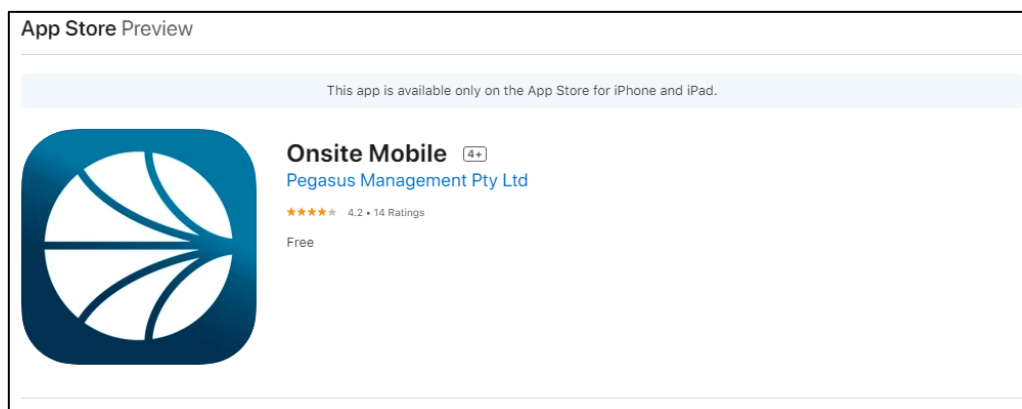 App Store Preview
This app is available only on the App Store for iPhone and iPad.
Onsite Mobile 4+
Pegasus Management Pty Ltd
★★★★★ 4.2 • 14 Ratings
Free